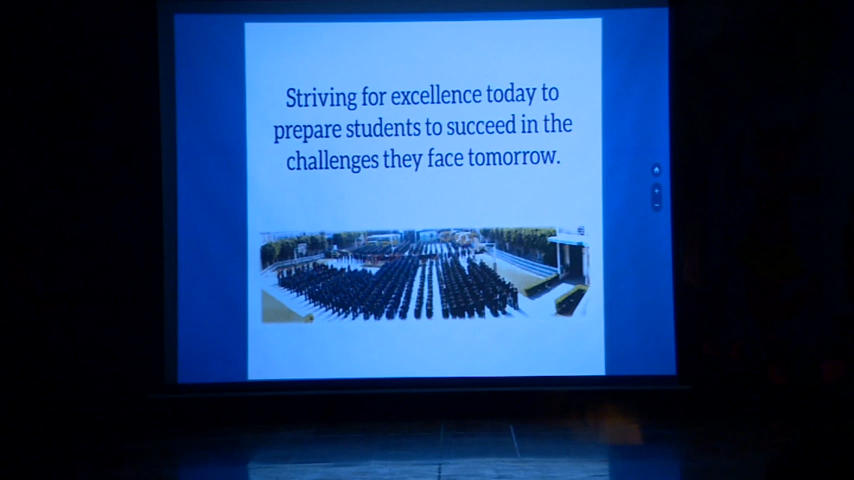 Striving for excellence today to
prepare students to succeed in the
challenges they face tomorrow.